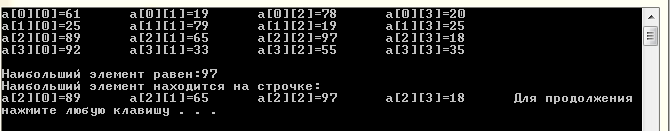 a[0][0]=61 a[0][1]=19 a[0][2]=78 a[0][3]=20
a[1][0]=25 a[1][1]=79 a[1][2]=19 a[1][3]=25
a[2][0]=89 a[2][1]=65 a[2][2]=97 a[2][3]=18
a[3][0]=92 a[3][1]=33 a[3][2]=55 a[3][3]=35
Наибольший элемент равен:97
Наибольший элемент находится на строчке:
a[2][0]=89 a[2][1]=65 a[2][2]=97 a[2][3]=18 Для продолжения
нажмите любую клавишу . . .